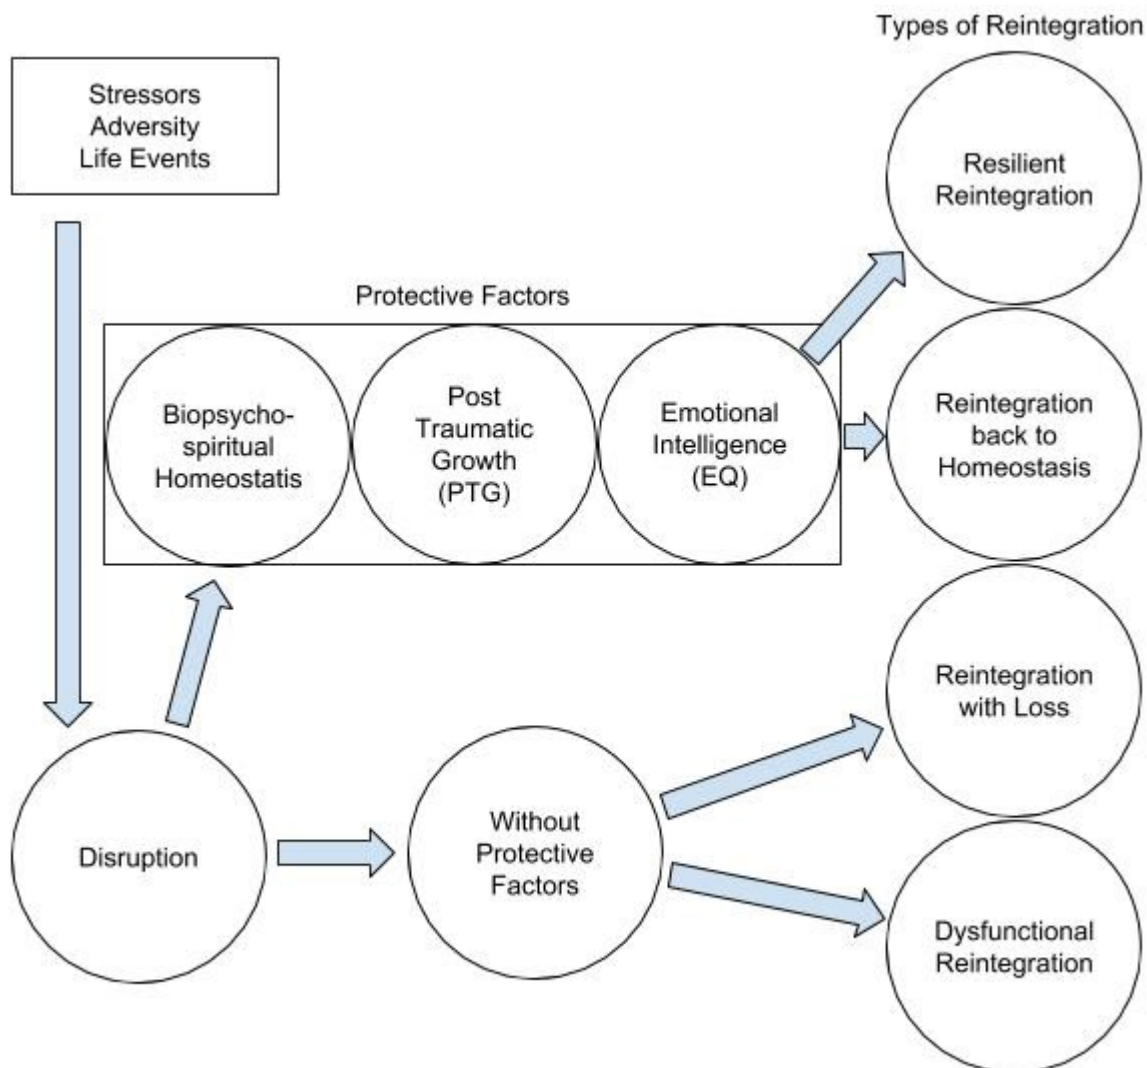 Types of Reintegration
Stressors
Adversity
Life Events
Resilient
Reintegration
Protective Factors
Biopsycho-
spiritual
Homeostatis
Post
Traumatic
Growth
(PTG)
Emotional
Intelligence
(EQ)
Reintegration
back to
Homeostasis
Reintegration
with Loss
Disruption
Without
Protective
Factors
Dysfunctional
Reintegration